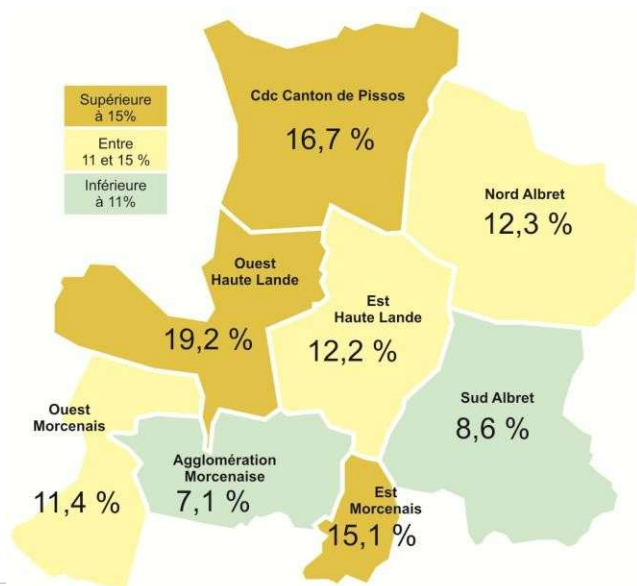 Supérieure
à 15%
Entre
11 et 15 %
Inférieure
à 11%
Cdc Canton de Pissos
16,7 %
Nord Albret
12,3 %
Ouest
Haute Lande
19,2 %
Est
Haute Lande
12,2 %
Sud Albret
8,6 %
Ouest
Morcenais
11,4 %
Agglomération
Morcenaise
7,1 %
Est
Morcenais
15,1 %